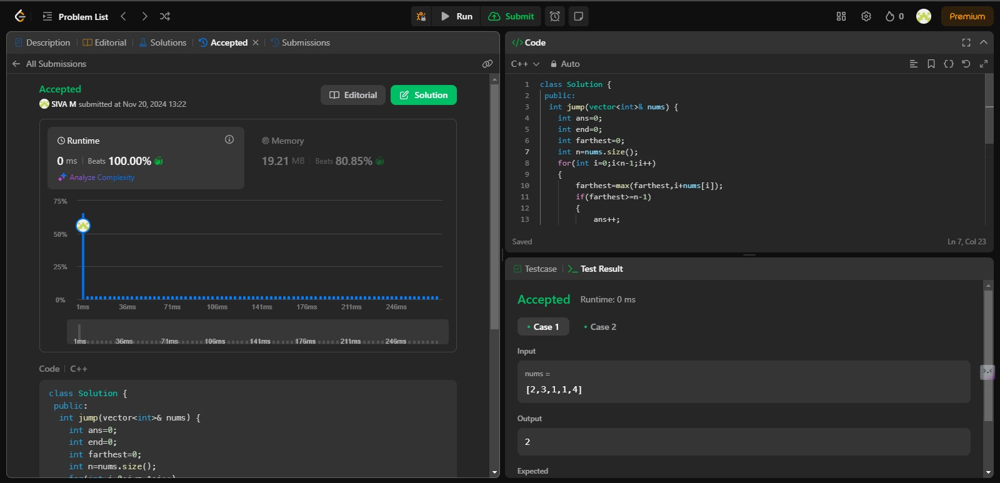 Problem List
Run
Submit
0
Premium
Description
Editorial
Solutions
Accepted
Submissions
All Submissions
Accepted
SIVA M submitted at Nov 20, 2024 13:22
Editorial
Solution
Runtime
0 ms
Beats 100.00%
Analyze Complexity
Memory
19.21 MB
Beats 80.85%
75%
50%
25%
0%
1ms 36ms 71ms 106ms 141ms 176ms 211ms 246ms
1ms 36ms 71ms 106ms 141ms 176ms 211ms 246ms
Code
C++
class Solution {
public:
int jump(vector<int>& nums) {
int ans=0;
int end=0;
int farthest=0;
int n=nums.size();
for(int i=0;i<n-1;i++)
</> Code
C++
Auto
1 class Solution {
2 public:
3 int jump(vector<int>& nums) {
4 int ans=0;
5 int end=0;
6 int farthest=0;
7 int n=nums.size();
8 for(int i=0;i<n-1;i++)
9 {
10 farthest=max(farthest,i+nums[i]);
11 if(farthest>=n-1)
12 {
13 ans++;
Saved
Ln 7, Col 23
Testcase
Test Result
Accepted
Runtime: 0 ms
Case 1
Case 2
Input
nums =
[2,3,1,1,4]
Output
2
Expected